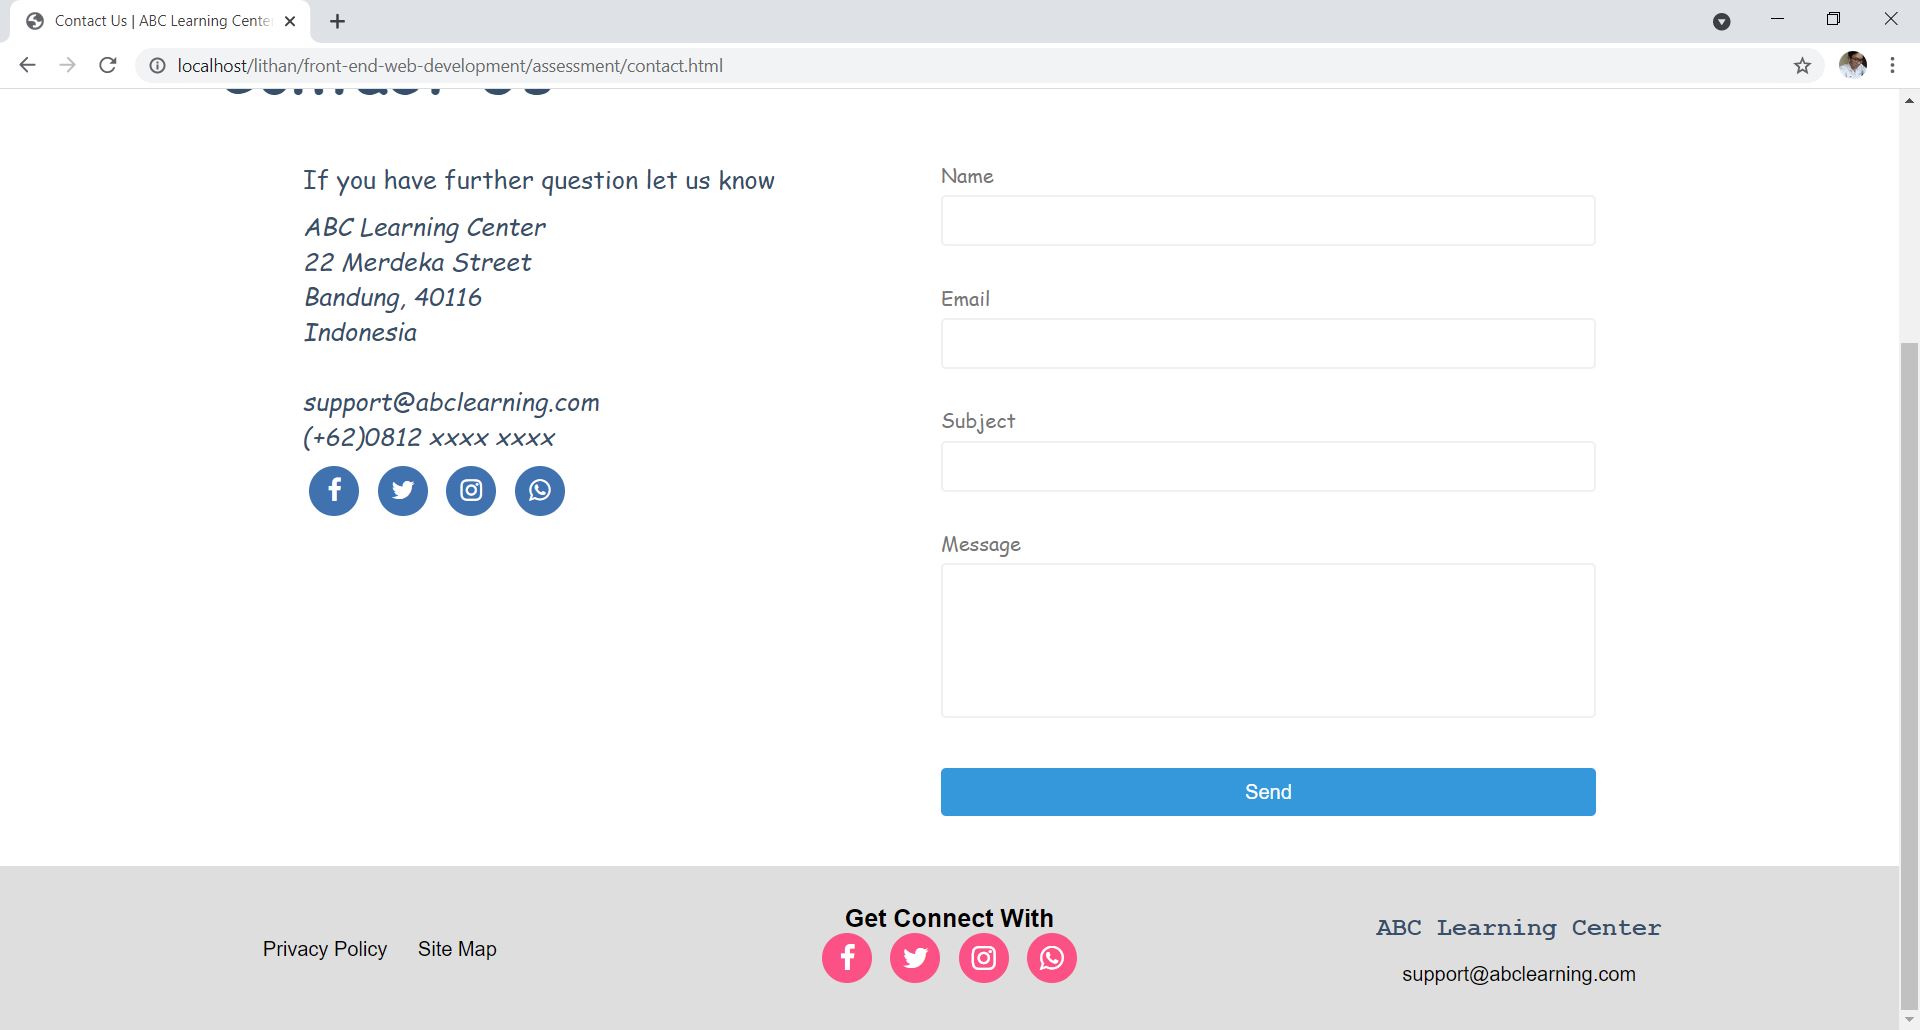 Contact Us | ABC Learning Cente
localhost/lithan/front-end-web-development/assessment/contact.html
Contact Us
If you have further question let us know
ABC Learning Center
22 Merdeka Street
Bandung, 40116
Indonesia
support@abclearning.com
(+62)0812 xxxx xxxx
Name
Email
Subject
Message
Send
Privacy Policy
Site Map
Get Connect With
ABC Learning Center
support@abclearning.com